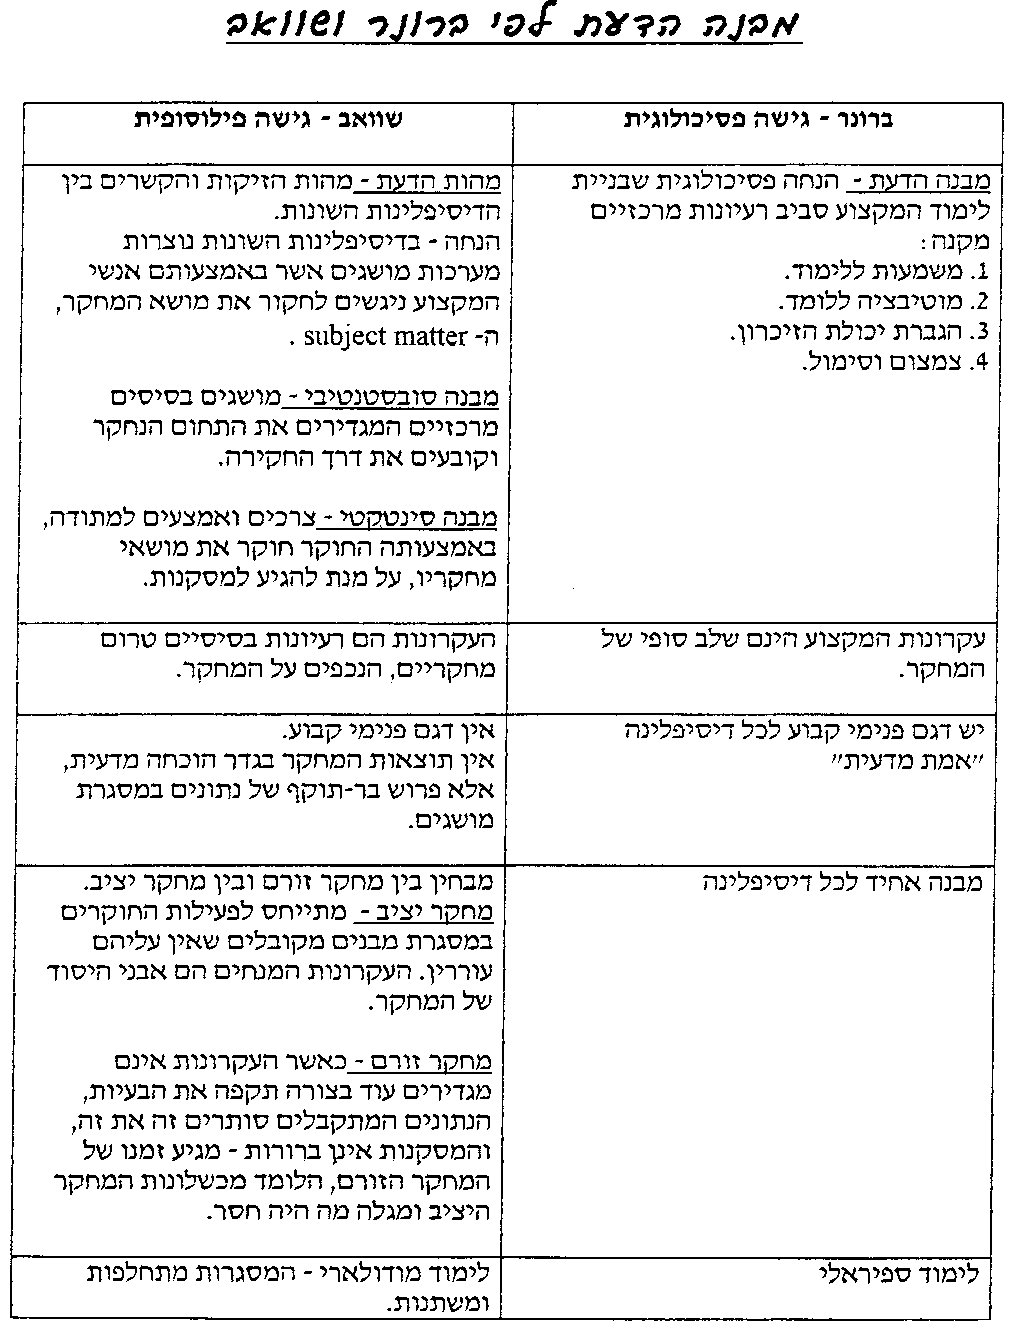 מבנה הדעת לפי ברונר ושוואב
ברונר - גישה פסיכולוגית
שוואב - גישה פילוסופית
מבנה הדעת - הנחה פסיכולוגית שבניית
לימוד המקצוע סביב רעיונות מרכזיים
מקנה:
1. משמעות ללימוד.
2. מוטיבציה ללומד.
3. הגברת יכולת הזיכרון.
4. צמצום וסימול.
מהות הדעת - מהות הזיקות והקשרים בין
הדיסיפלינות השונות.
הנחה - בדיסיפלינות השונות נוצרות
מערכות מושגים אשר באמצעותם אנשי
המקצוע ניגשים לחקור את מושא המחקר,
ה- subject matter .
מבנה סובסטנטיבי - מושגים בסיסים
מרכזיים המגדירים את התחום הנחקר
וקובעים את דרך החקירה.
מבנה סינטקטי - צרכים ואמצעים למתודה,
באמצעותה החוקר חוקר את מושאי
מחקריו, על מנת להגיע למסקנות.
עקרונות המקצוע הינם שלב סופי של
המחקר.
העקרונות הם רעיונות בסיסיים טרום
מחקריים, הנכפים על המחקר.
יש דגם פנימי קבוע לכל דיסיפלינה
"אמת מדעית"
אין דגם פנימי קבוע.
אין תוצאות המחקר בגדר הוכחה מדעית,
אלא פרוש בר-תוקף של נתונים במסגרת
מושגים.
מבנה אחיד לכל דיסיפלינה
מבחין בין מחקר זורם ובין מחקר יציב.
מחקר יציב - מתייחס לפעילות החוקרים
במסגרת מבנים מקובלים שאין עליהם
עוררין. העקרונות המנחים הם אבני היסוד
של המחקר.
מחקר זורם - כאשר העקרונות אינם
מגדירים עוד בצורה תקפה את הבעיות,
הנתונים המתקבלים סותרים זה את זה,
והמסקנות אינן ברורות - מגיע זמנו של
המחקר הזורם, הלומד מכשלונות המחקר
היציב ומגלה מה היה חסר.
לימוד ספיראלי
לימוד מודולארי - המסגרות מתחלפות
ומשתנות.